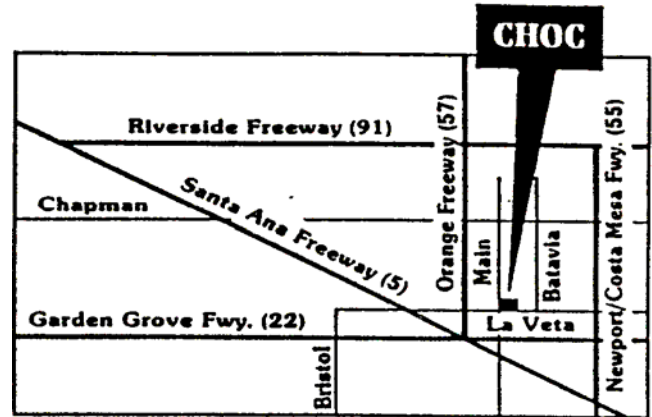 CHOC
Riverside Freeway (91)
Orange Freeway (57)
Newport/Costa Mesa Fwy. (55)
Chapman
Santa Ana Freeway (5)
Main
Batavia
Garden Grove Fwy. (22)
La Veta
Bristol